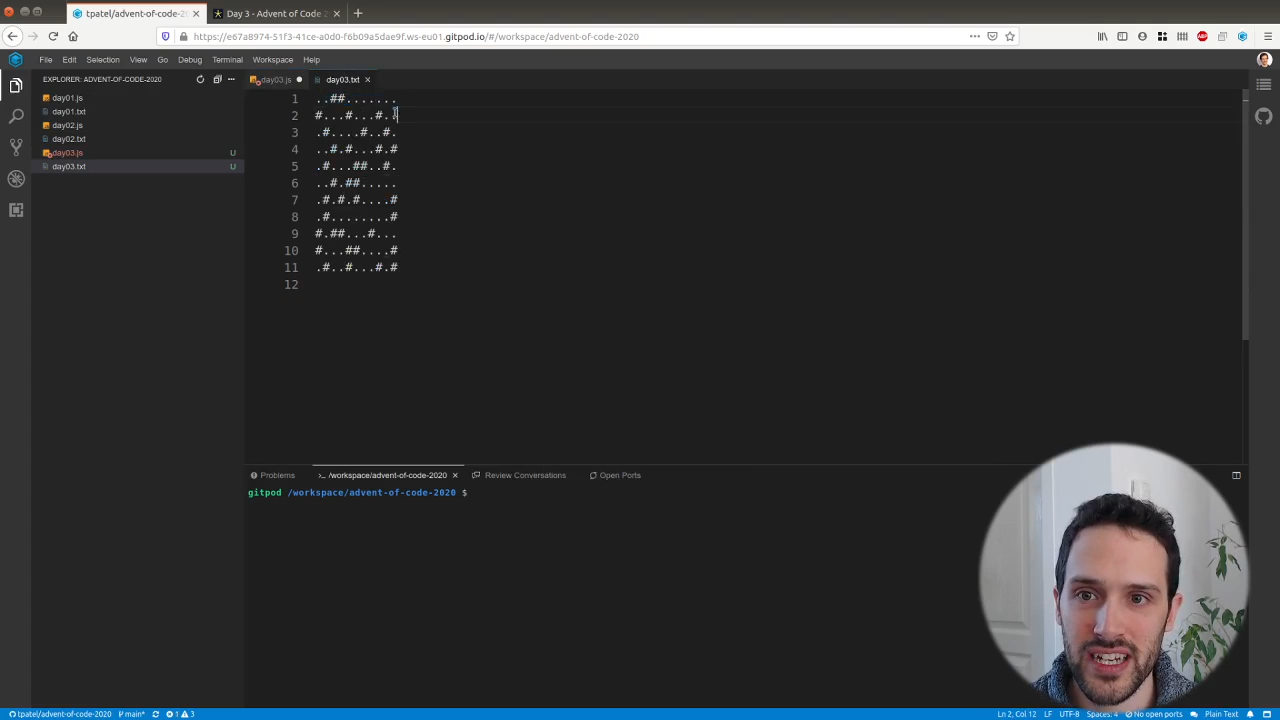 tpatel/advent-of-code-20
Day 3 - Advent of Code 2
https://e67a8974-51f3-41ce-a0d0-f6b09a5dae9f.ws-eu01.gitpod.io/#/workspace/advent-of-code-2020
File Edit Selection View Go Debug Terminal Workspace Help
EXPLORER: ADVENT-OF-CODE-2020
day03.js
day03.txt
day01.js
day01.txt
day02.js
day02.txt
day03.js U
day03.txt U
1 ..##.......
2 #...#...#..
3 .#....#..#.
4 ..#.#...#.#
5 .#...##..#.
6 ..#.##.....
7 .#.#.#....#
8 .#........#
9 #.##...#...
10 #...##....#
11 .#..#...#.#
12
Problems
/workspace/advent-of-code-2020
Review Conversations
Open Ports
gitpod /workspace/advent-of-code-2020 $
tpatel/advent-of-code-2020 main* 1 3
Ln 2, Col 12 LF UTF-8 Spaces: 4 No open ports Plain Text